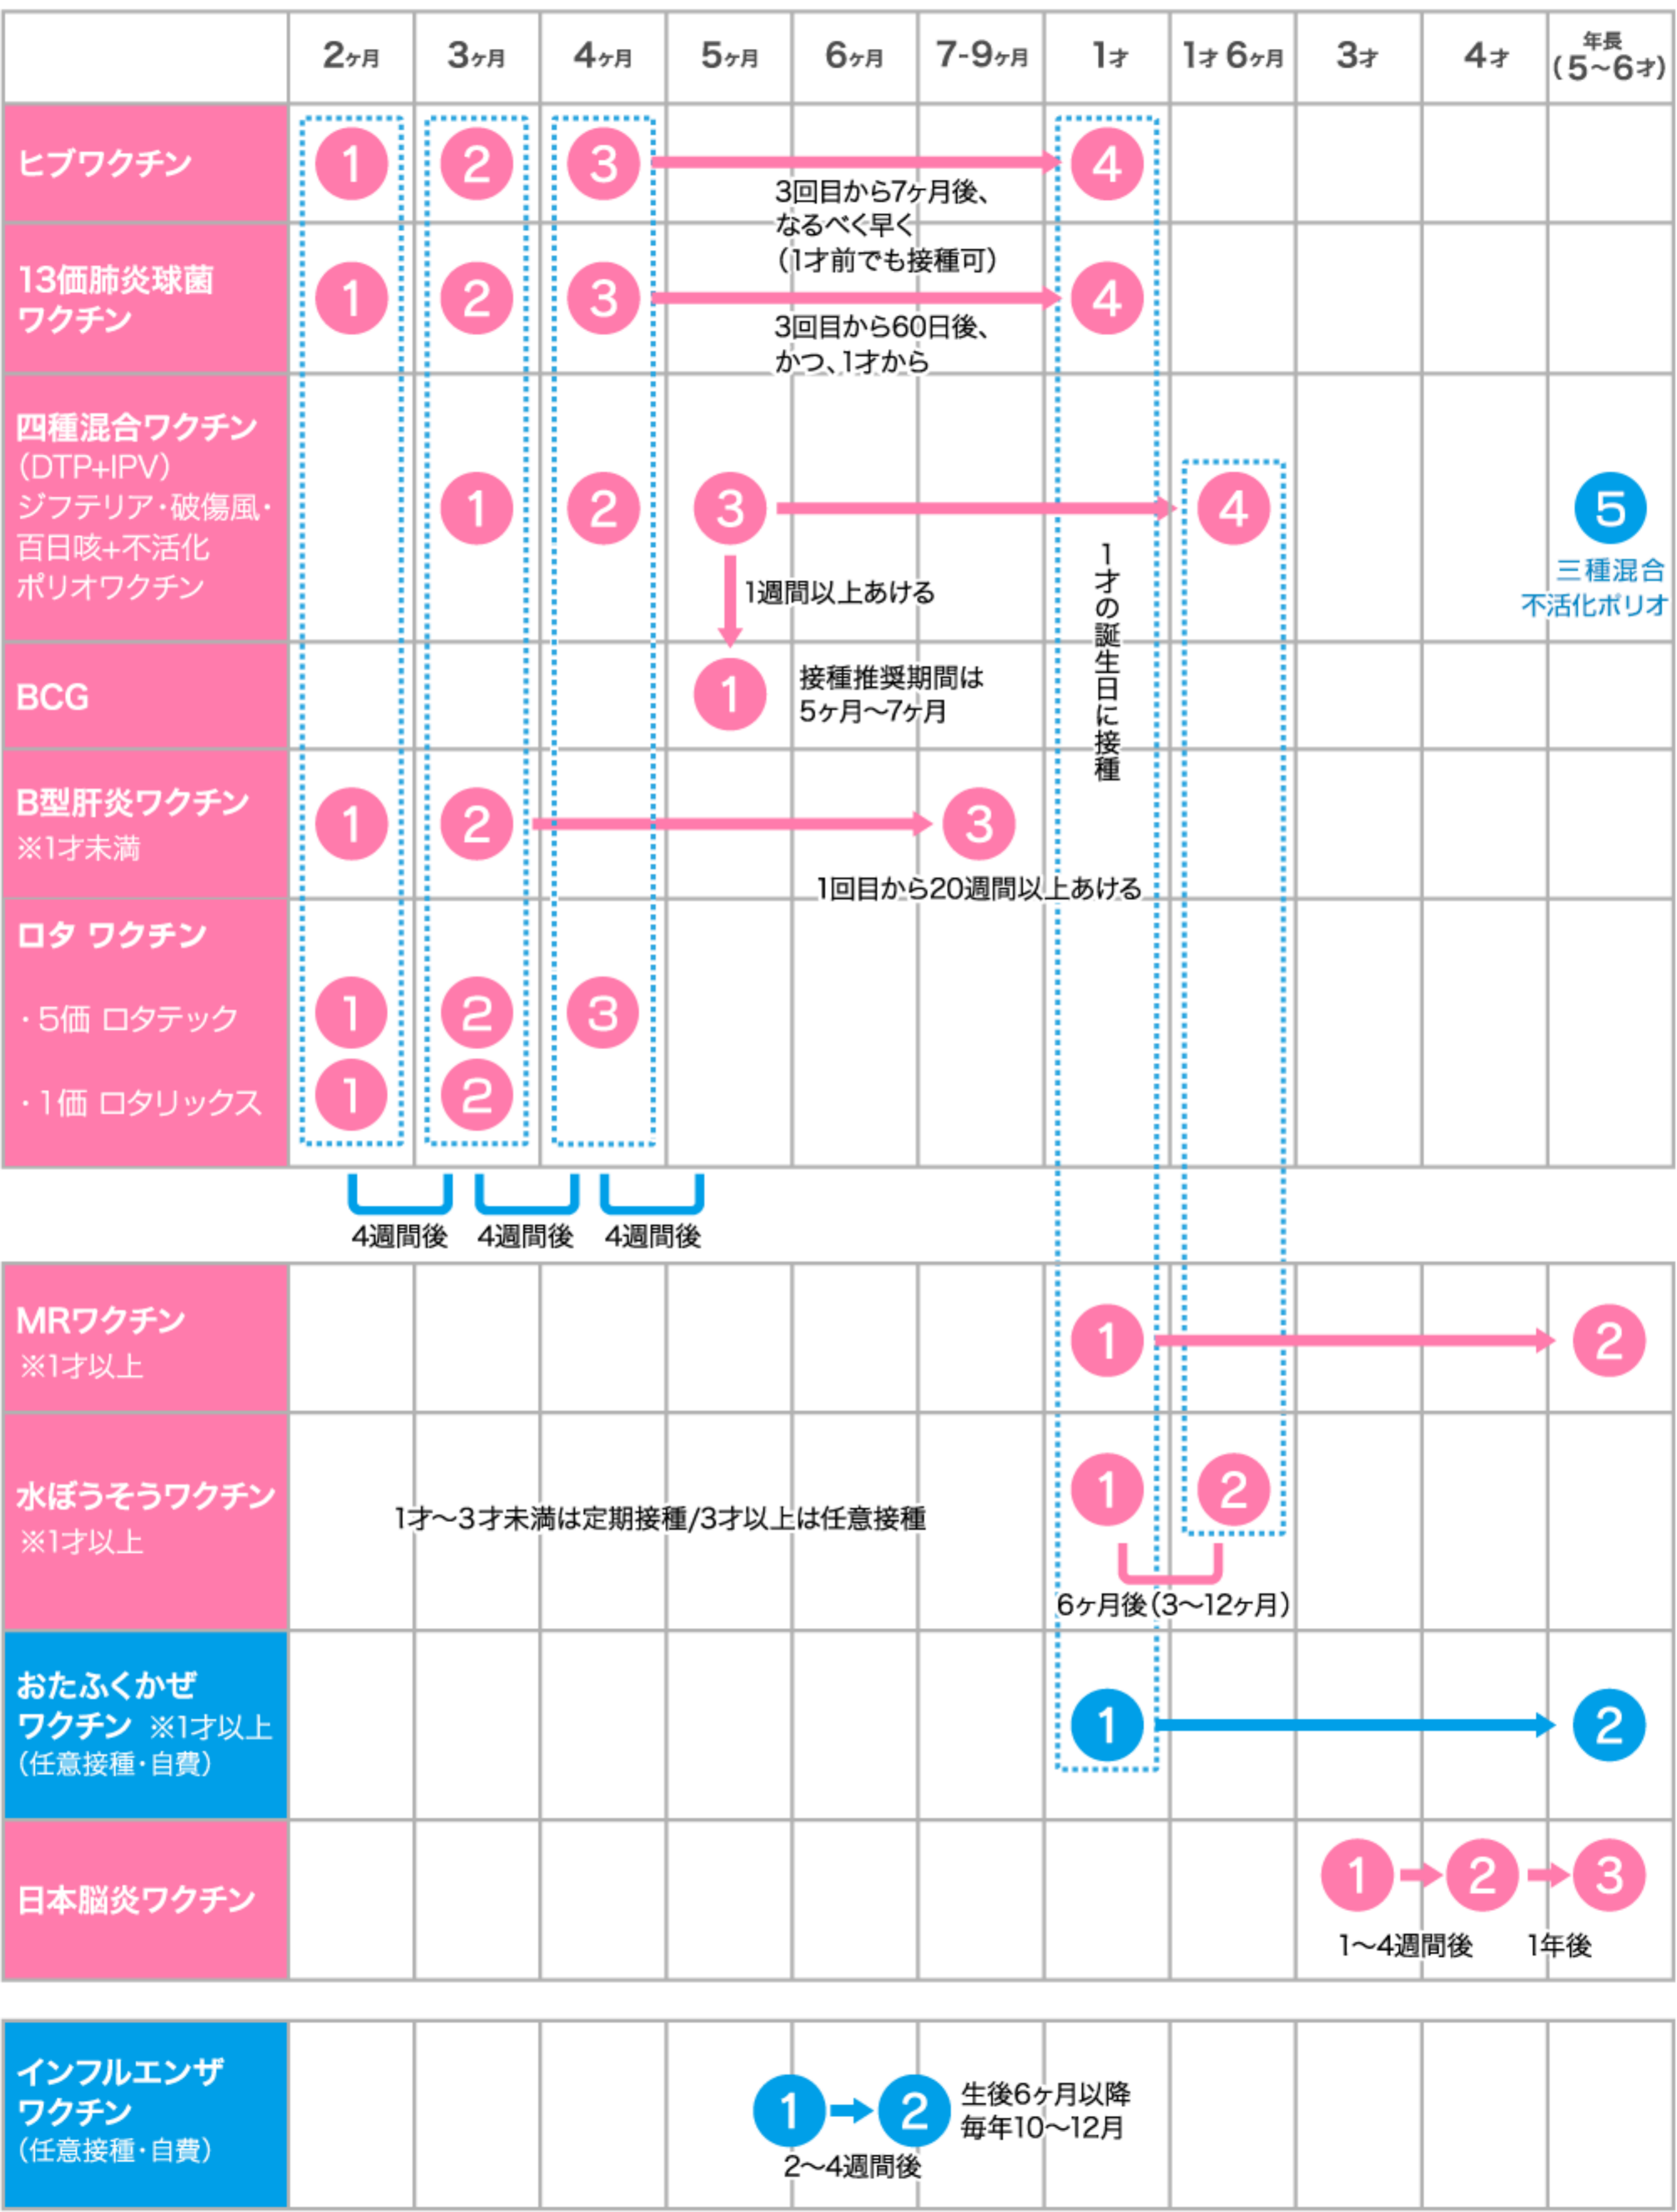 2ヶ月 3ヶ月 4ヶ月 5ヶ月 6ヶ月 7-9ヶ月 1才 1才6ヶ月 3才 4才 年長
(5〜6才)
ヒブワクチン 1 2 3 4
3回目から7ヶ月後、
なるべく早く
(1才前でも接種可)
13価肺炎球菌
ワクチン
1 2 3 4
3回目から60日後、
かつ、1才から
四種混合ワクチン
(DTP+IPV)
ジフテリア・破傷風・
百日咳+不活化
ポリオワクチン
1 2 3 4 5
三種混合
不活化ポリオ
1週間以上あける
1才の誕生日に接種
BCG 1
接種推奨期間は
5ヶ月〜7ヶ月
B型肝炎ワクチン
※1才未満
1 2 3
1回目から20週間以上あける
ロタ ワクチン
・5価 ロタテック 1 2 3
・1価 ロタリックス 1 2
4週間後 4週間後 4週間後
MRワクチン
※1才以上
1 2
水ぼうそうワクチン
※1才以上
1才〜3才未満は定期接種/3才以上は任意接種
1 2
6ヶ月後(3〜12ヶ月)
おたふくかぜ
ワクチン ※1才以上
(任意接種・自費)
1 2
日本脳炎ワクチン 1 2 3
1〜4週間後 1年後
インフルエンザ
ワクチン
(任意接種・自費)
1 2
2〜4週間後
生後6ヶ月以降
毎年10〜12月